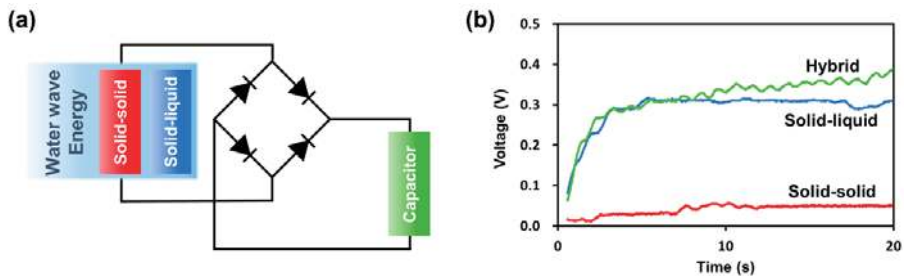 (a)
Water wave
Energy
Solid-solid
Solid-liquid
Capacitor
(b)
0.5
0.4
0.3
0.2
0.1
0.0
Voltage (V)
Hybrid
Solid-liquid
Solid-solid
0
10
20
Time (s)